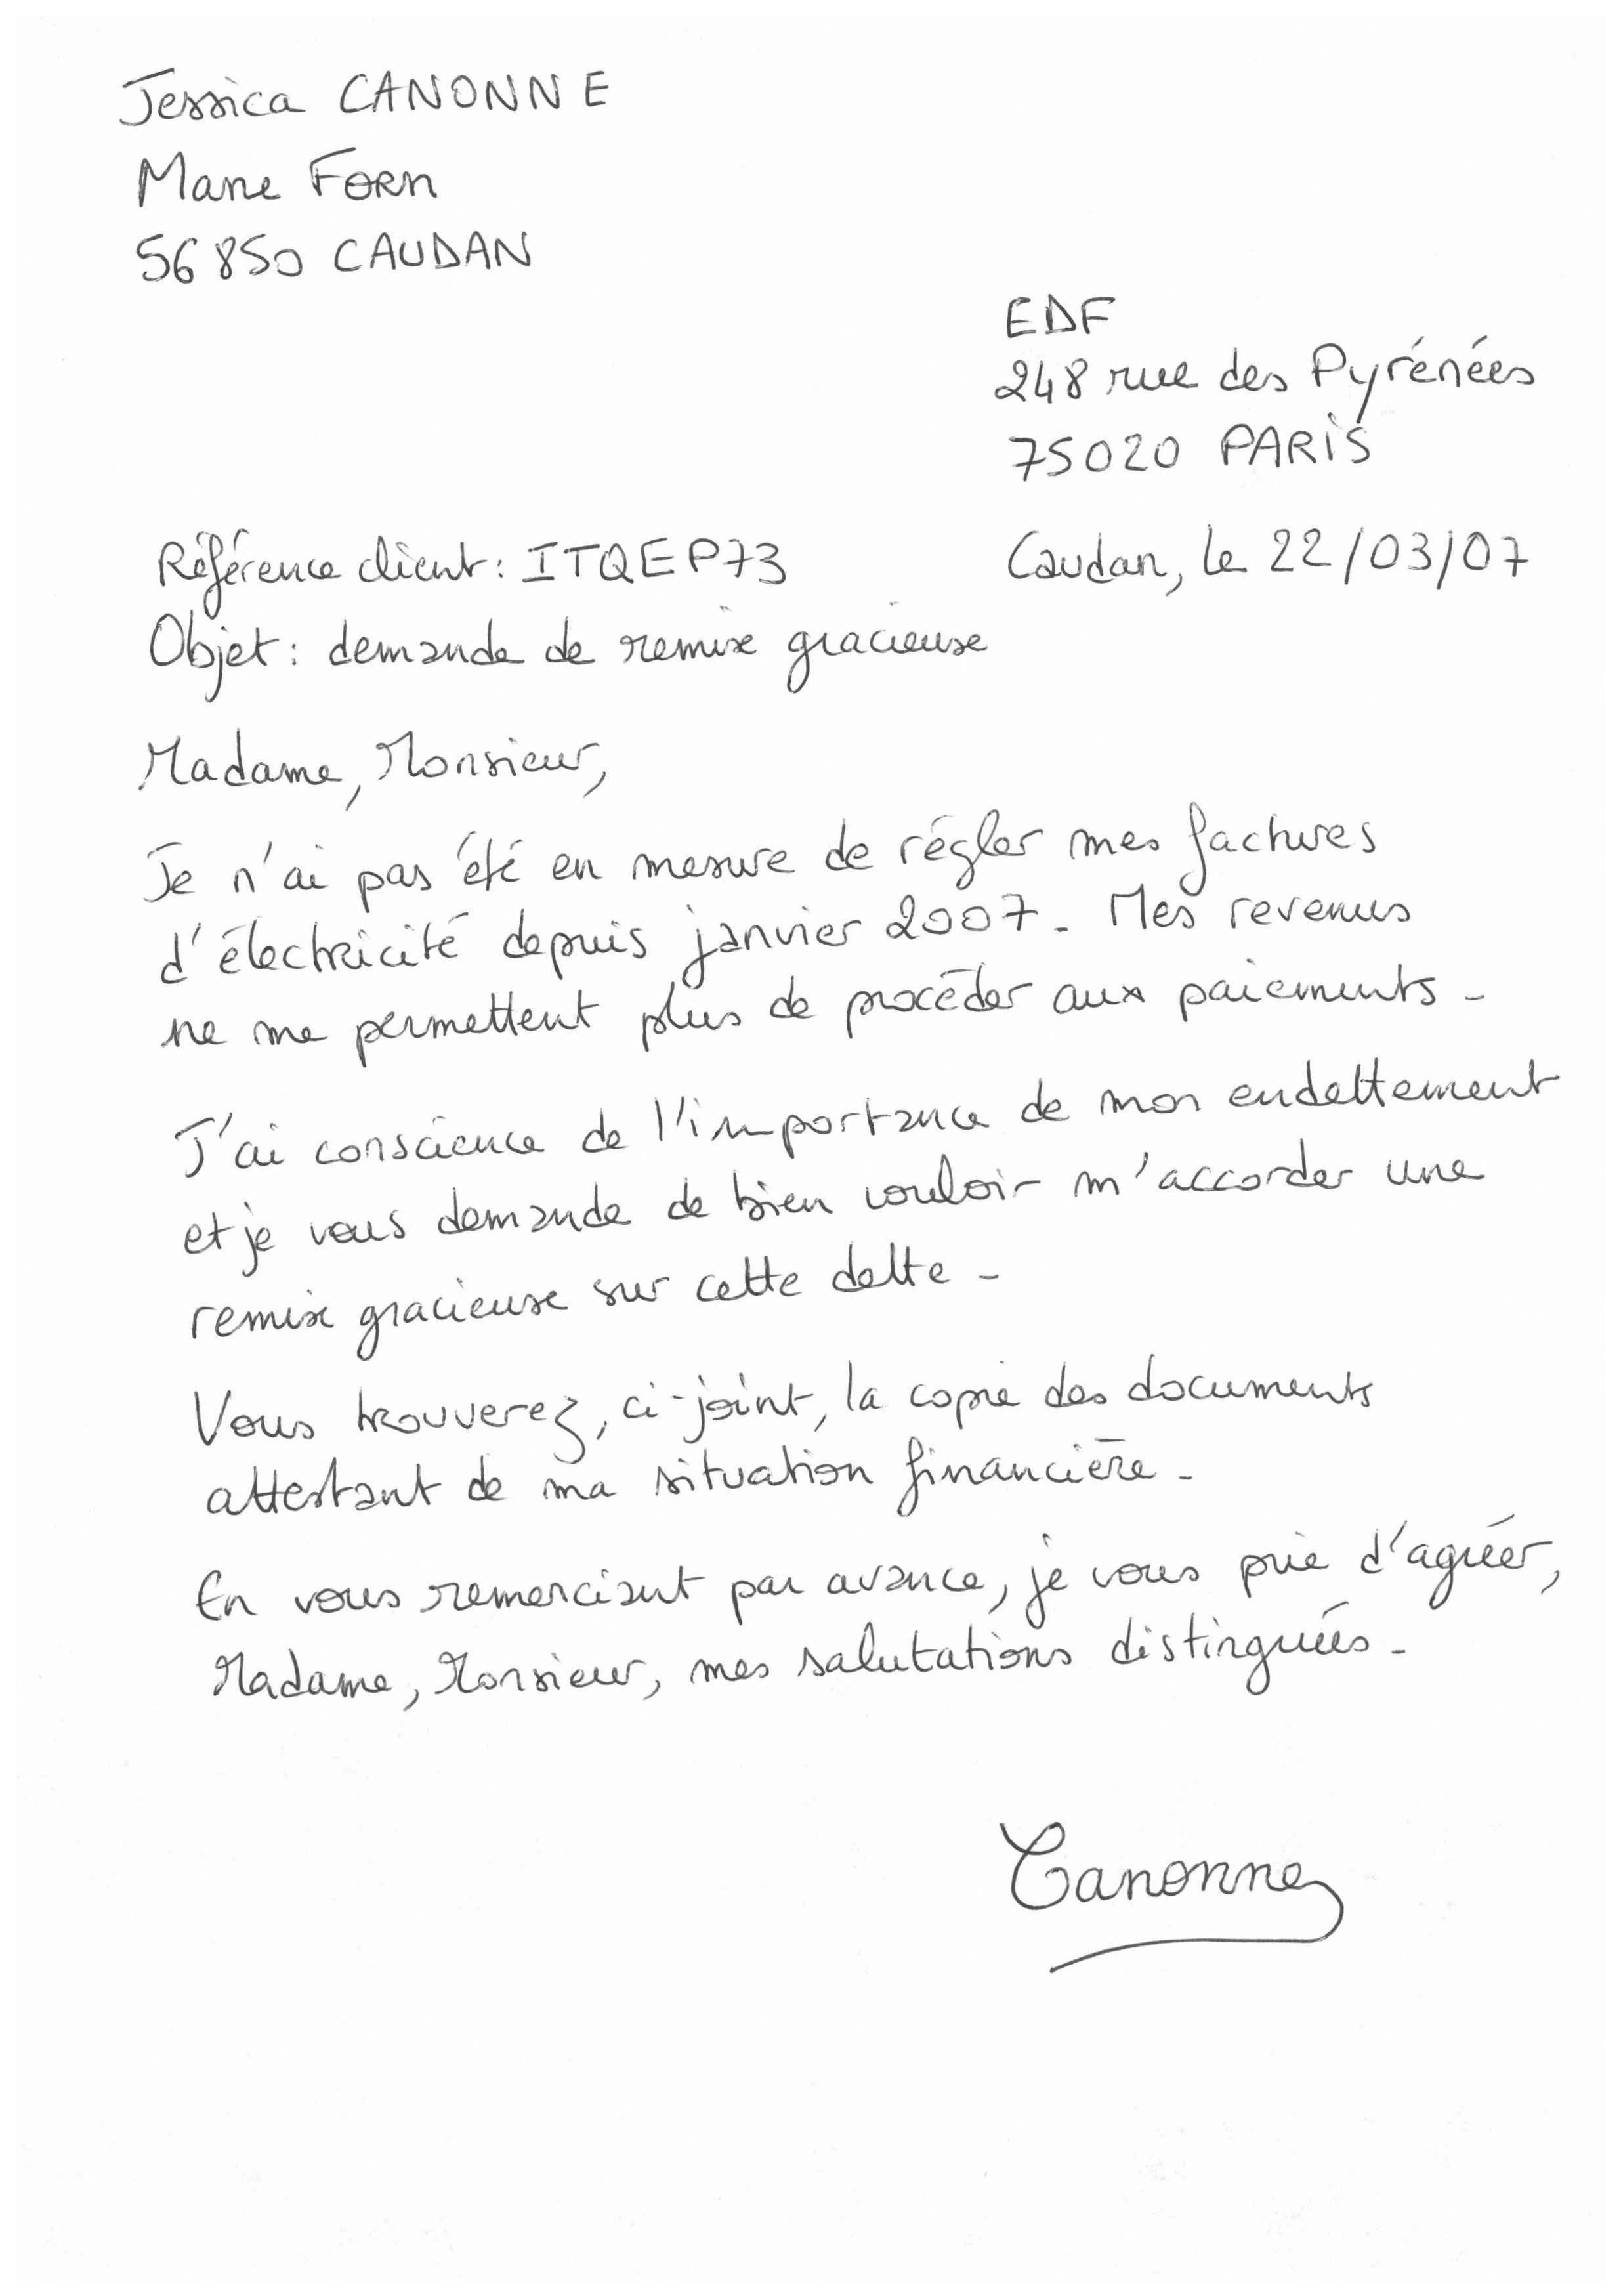 Jessica CANONNE
Mane Forn
56850 CAUDAN
EDF
248 rue des Pyrénées
75020 PARIS
Référence client : ITQEP73
Caudan, le 22/03/07
Objet : demande de remise gracieuse
Madame, Monsieur,
Je n'ai pas été en mesure de régler mes factures
d'électricité depuis janvier 2007. Mes revenus
ne me permettent plus de procéder aux paiements.
J'ai conscience de l'importance de mon endettement
et je vous demande de bien vouloir m'accorder une
remise gracieuse sur cette dette.
Vous trouverez, ci-joint, la copie des documents
attestant de ma situation financière.
En vous remerciant par avance, je vous prie d'agréer,
Madame, Monsieur, mes salutations distinguées.
Canonne